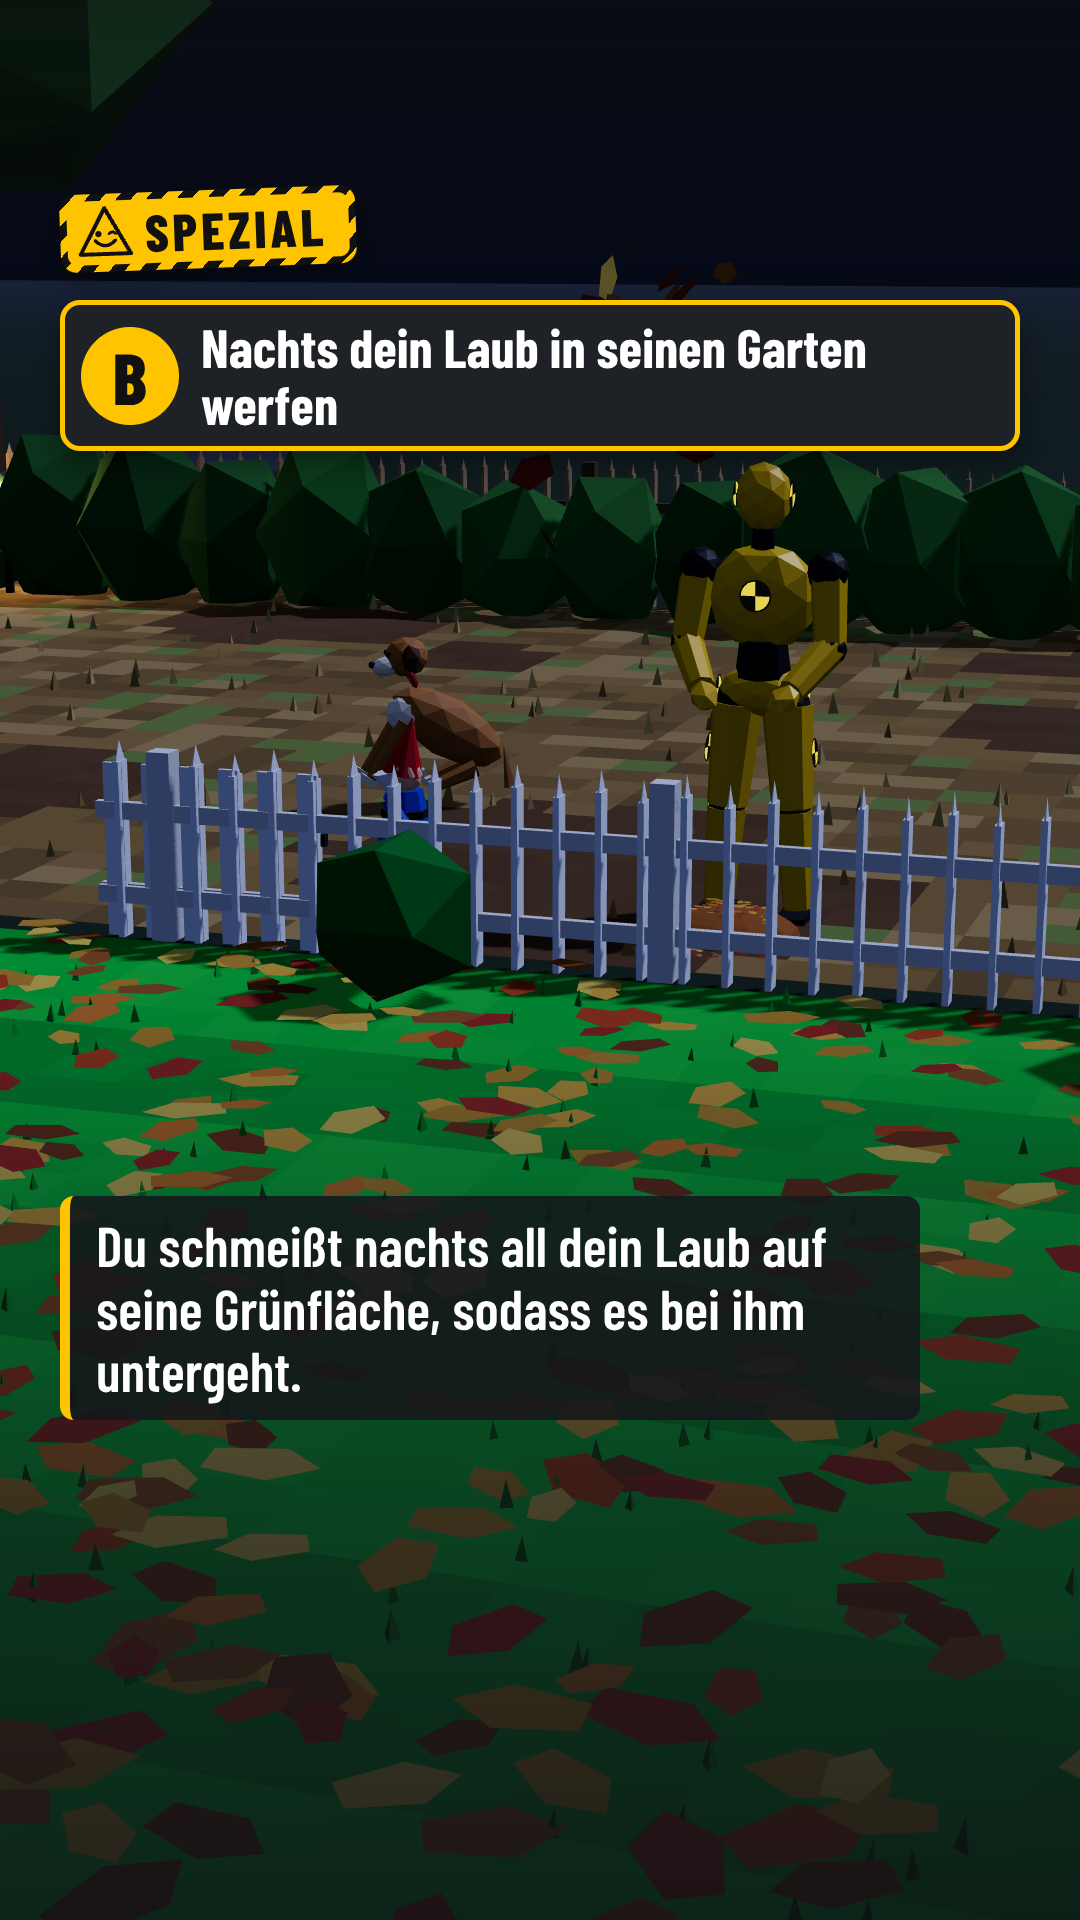 SPEZIAL
B
Nachts dein Laub in seinen Garten
werfen
Du schmeißt nachts all dein Laub auf
seine Grünfläche, sodass es bei ihm
untergeht.